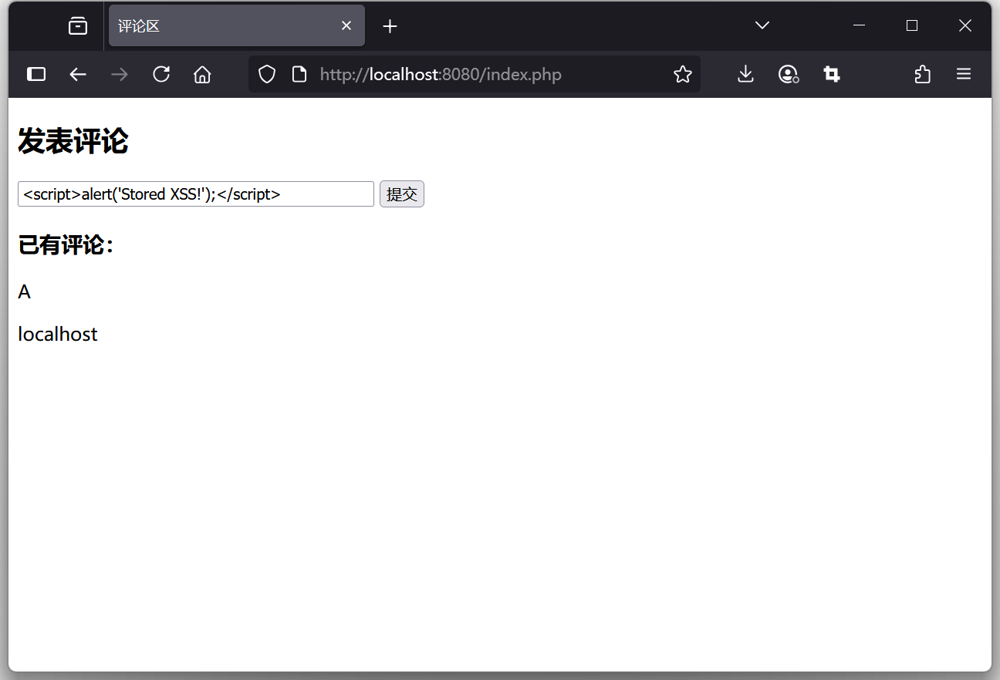 评论区
http://localhost:8080/index.php
发表评论
<script>alert('Stored XSS!');</script> 提交
已有评论：
A
localhost